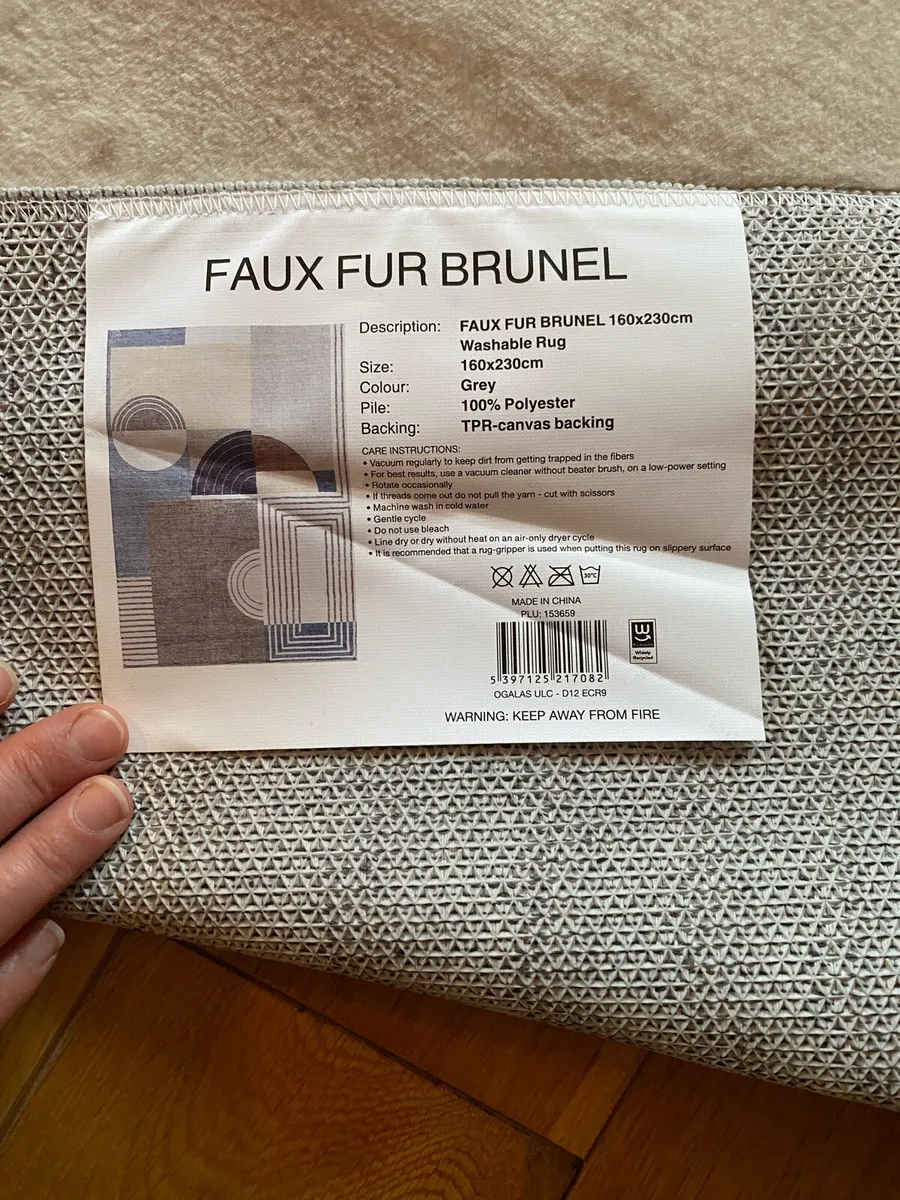 FAUX FUR BRUNEL
Description: FAUX FUR BRUNEL 160x230cm
Washable Rug
Size: 160x230cm
Colour: Grey
Pile: 100% Polyester
Backing: TPR-canvas backing
CARE INSTRUCTIONS:
• Vacuum regularly to keep dirt from getting trapped in the fibers
• For best results, use a vacuum cleaner without beater brush, on a low-power setting
• Rotate occasionally
• If threads come out do not pull the yarn - cut with scissors
• Machine wash in cold water
• Gentle cycle
• Do not use bleach
• Line dry or dry without heat on an air-only dryer cycle
• It is recommended that a rug-gripper is used when putting this rug on slippery surface
30°C
MADE IN CHINA
PLU: 153659
5 397125 217082
Widely
Recycled
OGALAS ULC - D12 ECR9
WARNING: KEEP AWAY FROM FIRE